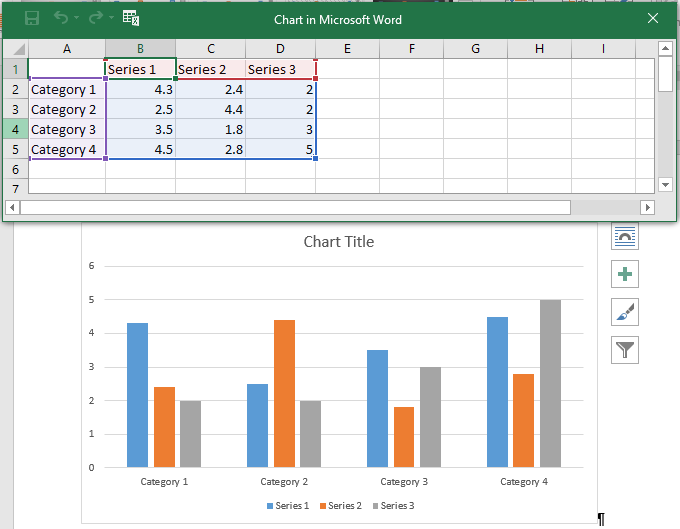 Chart in Microsoft Word
A B C D E F G H I
1 Series 1 Series 2 Series 3
2 Category 1 4.3 2.4 2
3 Category 2 2.5 4.4 2
4 Category 3 3.5 1.8 3
5 Category 4 4.5 2.8 5
6
7
Chart Title
6
5
4
3
2
1
0
Category 1 Category 2 Category 3 Category 4
Series 1 Series 2 Series 3
¶